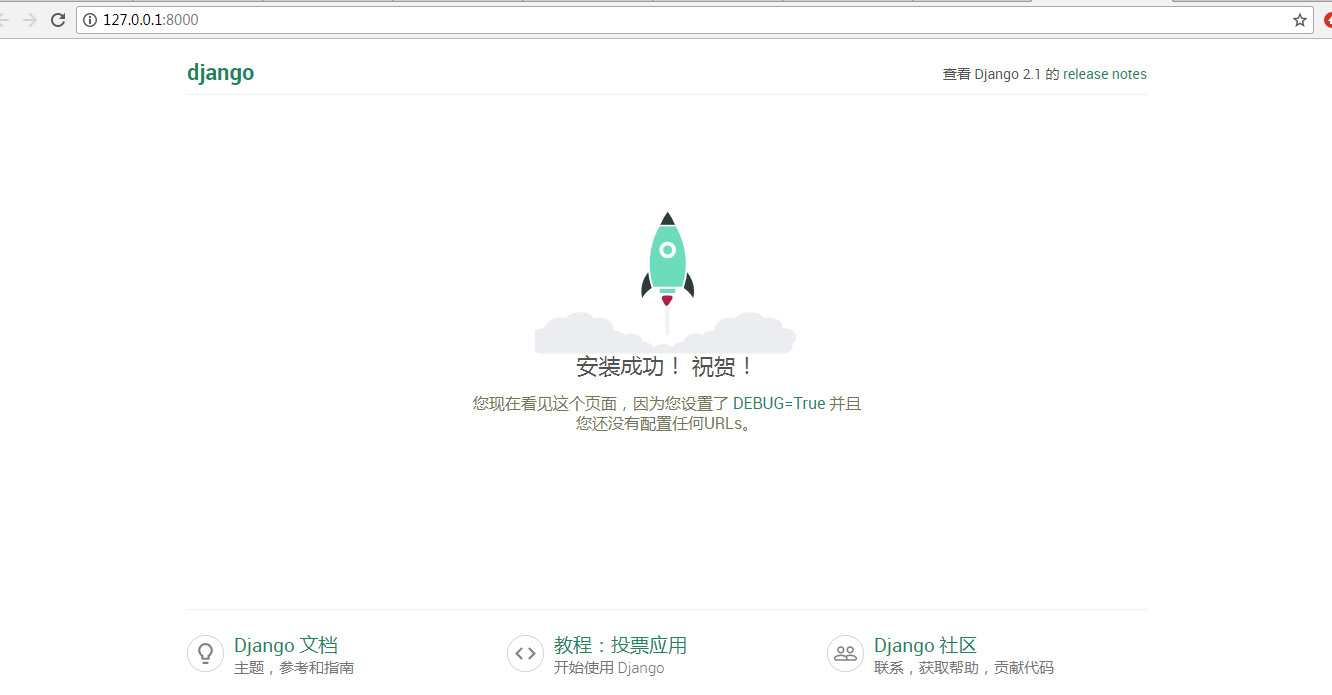 127.0.0.1:8000
django
查看 Django 2.1 的 release notes
安装成功！ 祝贺！
您现在看见这个页面，因为您设置了 DEBUG=True 并且
您还没有配置任何URLs。
Django 文档
主题，参考和指南
教程：投票应用
开始使用 Django
Django 社区
联系，获取帮助，贡献代码